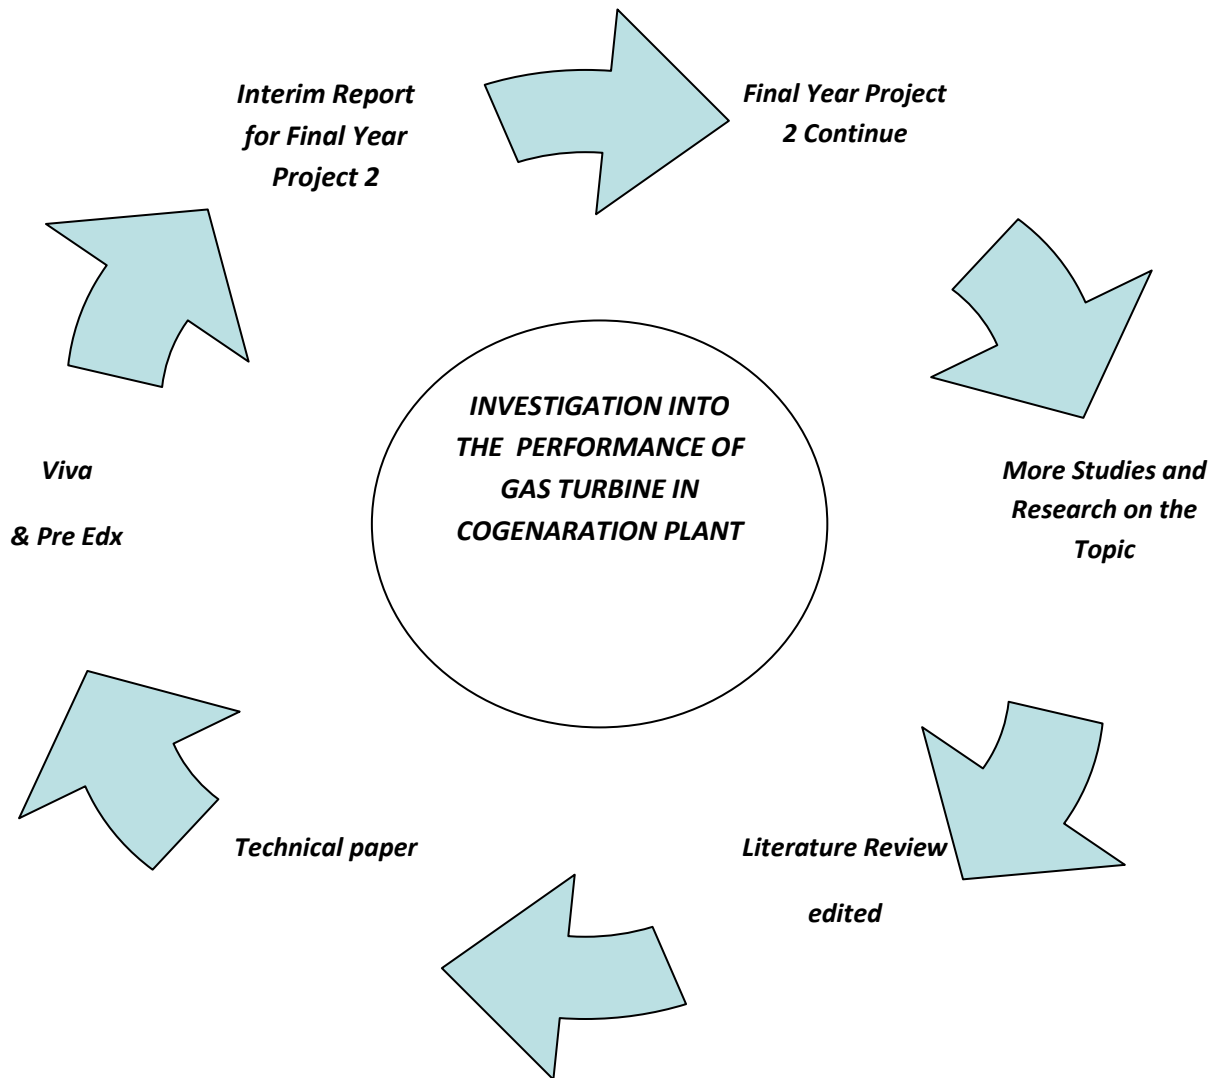 Interim Report
for Final Year
Project 2
Final Year Project
2 Continue
INVESTIGATION INTO
THE  PERFORMANCE OF
GAS TURBINE IN
COGENARATION PLANT
Viva
& Pre Edx
More Studies and
Research on the
Topic
Technical paper
Literature Review
edited